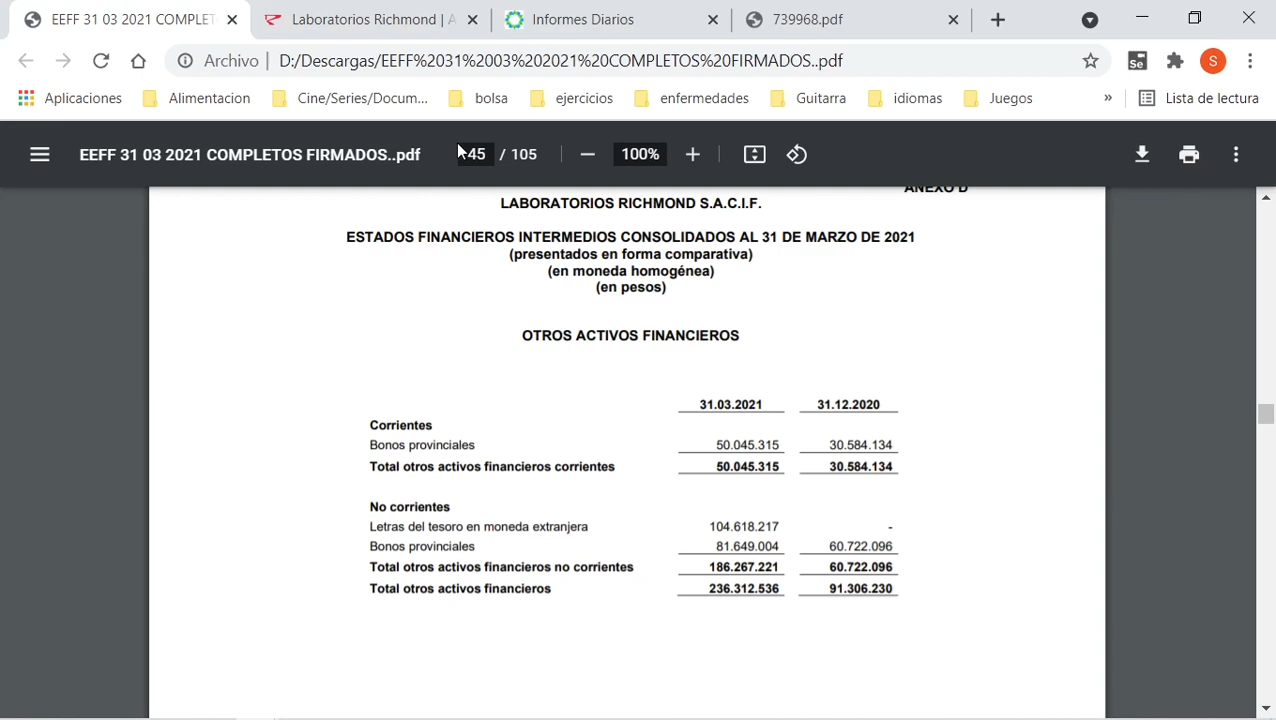 EEFF 31 03 2021 COMPLET
Laboratorios Richmond | A
Informes Diarios
739968.pdf
Archivo
D:/Descargas/EEFF%2031%2003%202021%20COMPLETOS%20FIRMADOS..pdf
Se
S
Aplicaciones
Alimentacion
Cine/Series/Docum...
bolsa
ejercicios
enfermedades
Guitarra
idiomas
Juegos
»
Lista de lectura
EEFF 31 03 2021 COMPLETOS FIRMADOS..pdf
45 / 105
100%
ANEXO D
LABORATORIOS RICHMOND S.A.C.I.F.
ESTADOS FINANCIEROS INTERMEDIOS CONSOLIDADOS AL 31 DE MARZO DE 2021
(presentados en forma comparativa)
(en moneda homogénea)
(en pesos)
OTROS ACTIVOS FINANCIEROS
31.03.2021 31.12.2020
Corrientes
Bonos provinciales 50.045.315 30.584.134
Total otros activos financieros corrientes 50.045.315 30.584.134
No corrientes
Letras del tesoro en moneda extranjera 104.618.217 -
Bonos provinciales 81.649.004 60.722.096
Total otros activos financieros no corrientes 186.267.221 60.722.096
Total otros activos financieros 236.312.536 91.306.230